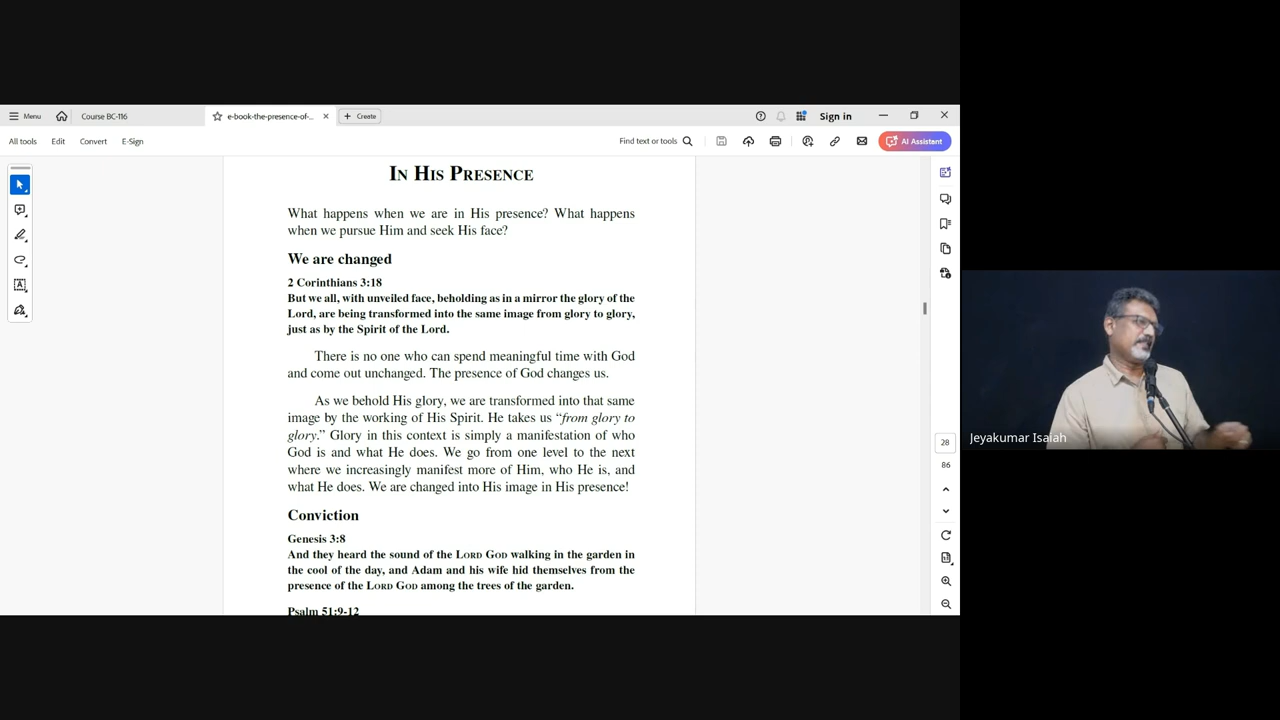 Menu
Course BC-116
e-book-the-presence-of-...
Create
Sign in
All tools
Edit
Convert
E-Sign
Find text or tools
AI Assistant
IN HIS PRESENCE
What happens when we are in His presence? What happens
when we pursue Him and seek His face?
We are changed
2 Corinthians 3:18
But we all, with unveiled face, beholding as in a mirror the glory of the
Lord, are being transformed into the same image from glory to glory,
just as by the Spirit of the Lord.
There is no one who can spend meaningful time with God
and come out unchanged. The presence of God changes us.
As we behold His glory, we are transformed into that same
image by the working of His Spirit. He takes us “from glory to
glory.” Glory in this context is simply a manifestation of who
God is and what He does. We go from one level to the next
where we increasingly manifest more of Him, who He is, and
what He does. We are changed into His image in His presence!
Conviction
Genesis 3:8
And they heard the sound of the LORD GOD walking in the garden in
the cool of the day, and Adam and his wife hid themselves from the
presence of the LORD GOD among the trees of the garden.
Psalm 51:9-12
28
86
Jeyakumar Isaiah